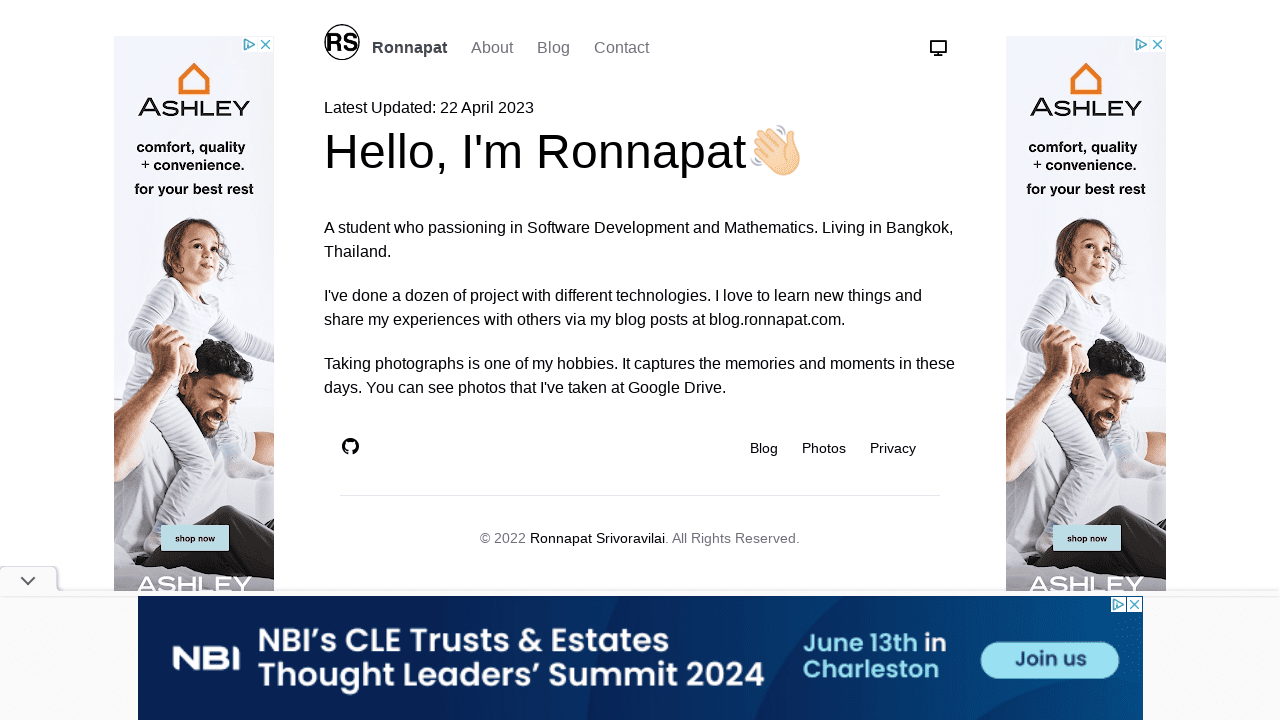 RS
Ronnapat About Blog Contact
Latest Updated: 22 April 2023
Hello, I'm Ronnapat👋🏻
A student who passioning in Software Development and Mathematics. Living in Bangkok,
Thailand.
I've done a dozen of project with different technologies. I love to learn new things and
share my experiences with others via my blog posts at blog.ronnapat.com.
Taking photographs is one of my hobbies. It captures the memories and moments in these
days. You can see photos that I've taken at Google Drive.
Blog Photos Privacy
© 2022 Ronnapat Srivoravilai. All Rights Reserved.
ASHLEY
comfort, quality
+ convenience.
for your best rest
shop now
ASHLEY
ASHLEY
comfort, quality
+ convenience.
for your best rest
shop now
ASHLEY
NBI
NBI's CLE Trusts & Estates
Thought Leaders' Summit 2024
June 13th in
Charleston
Join us